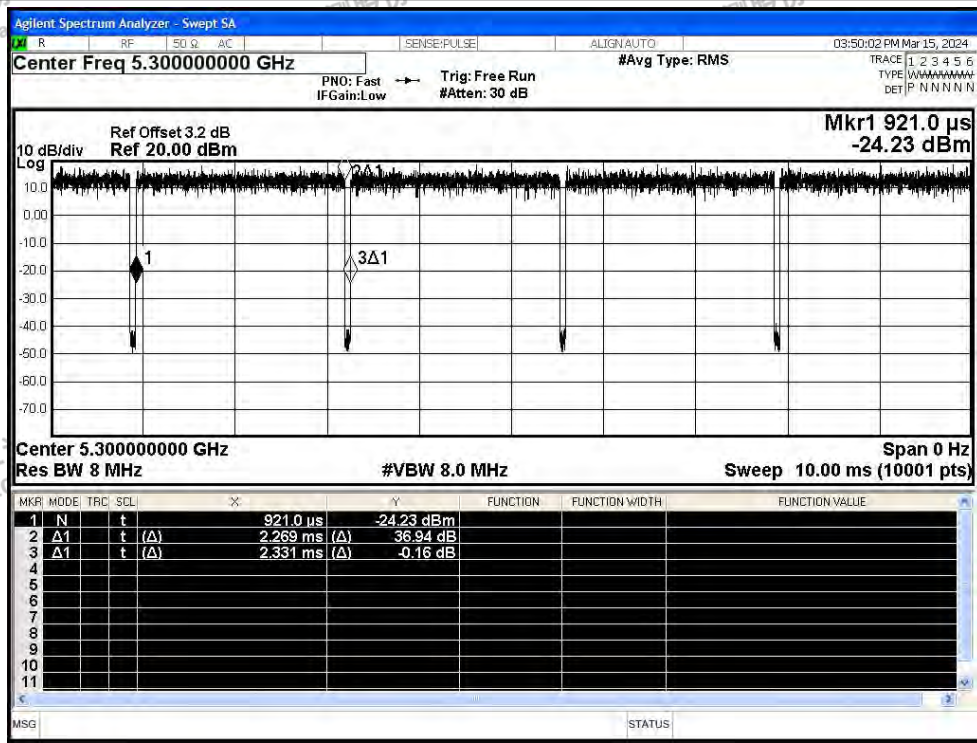 Agilent Spectrum Analyzer - Swept SA
LXI R RF 50 Ω AC SENSE:PULSE ALIGNAUTO 03:50:02 PM Mar 15, 2024
Center Freq 5.300000000 GHz
PNO: Fast
IFGain:Low
Trig: Free Run
#Atten: 30 dB
#Avg Type: RMS
TRACE 1 2 3 4 5 6
TYPE WWWWWW
DET P N N N N N
Mkr1 921.0 µs
-24.23 dBm
Ref Offset 3.2 dB
10 dB/div Ref 20.00 dBm
Log
10.0
0.00
-10.0
-20.0
-30.0
-40.0
-50.0
-60.0
-70.0
2Δ1
1
3Δ1
Center 5.300000000 GHz Span 0 Hz
Res BW 8 MHz #VBW 8.0 MHz Sweep 10.00 ms (10001 pts)
MKR MODE TRC SCL X Y FUNCTION FUNCTION WIDTH FUNCTION VALUE
1 N t 921.0 µs -24.23 dBm
2 Δ1 t (Δ) 2.269 ms (Δ) 36.94 dB
3 Δ1 t (Δ) 2.331 ms (Δ) -0.16 dB
4
5
6
7
8
9
10
11
MSG STATUS